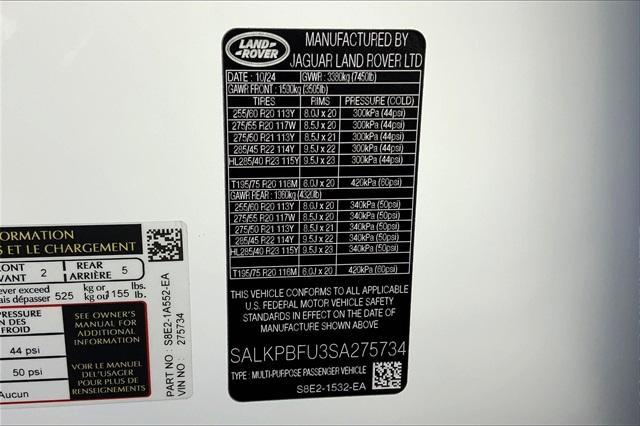 LAND
ROVER
MANUFACTURED BY
JAGUAR LAND ROVER LTD
DATE : 10/24 GVWR : 3380kg (7450lb)
GAWR FRONT : 1590kg (3505lb)
TIRES RIMS PRESSURE (COLD)
255/60 R20 113Y 8.0J x 20 300kPa (44psi)
275/55 R20 117W 8.5J x 20 300kPa (44psi)
275/50 R21 113Y 8.5J x 21 300kPa (44psi)
285/45 R22 114Y 9.5J x 22 300kPa (44psi)
HL285/40 R23 115Y 9.5J x 23 300kPa (44psi)
T195/75 R20 116M 6.0J x 20 420kPa (60psi)
GAWR REAR : 1960kg (4320lb)
255/60 R20 113Y 8.0J x 20 340kPa (50psi)
275/55 R20 117W 8.5J x 20 340kPa (50psi)
275/50 R21 113Y 8.5J x 21 340kPa (50psi)
285/45 R22 114Y 9.5J x 22 340kPa (50psi)
HL285/40 R23 115Y 9.5J x 23 340kPa (50psi)
T195/75 R20 116M 6.0J x 20 420kPa (60psi)
THIS VEHICLE CONFORMS TO ALL APPLICABLE
U.S. FEDERAL MOTOR VEHICLE SAFETY
STANDARDS IN EFFECT ON THE DATE OF
MANUFACTURE SHOWN ABOVE
SALKPBFU3SA275734
TYPE : MULTI-PURPOSE PASSENGER VEHICLE
S8E2-1532-EA
FORMATION
S ET LE CHARGEMENT
RONT 2 REAR 5
VANT ARRIÈRE
ever exceed 525 kg or 1155 lbs.
ais dépasser kg ou lb.
PRESSURE
ON DES
FROID
44 psi
50 psi
Aucun
SEE OWNER'S
MANUAL FOR
ADDITIONAL
INFORMATION
VOIR LE MANUEL
DE L'USAGER
POUR PLUS DE
RENSEIGNEMENTS
PART NO : S8E2-1A552-EA
VIN NO : 275734